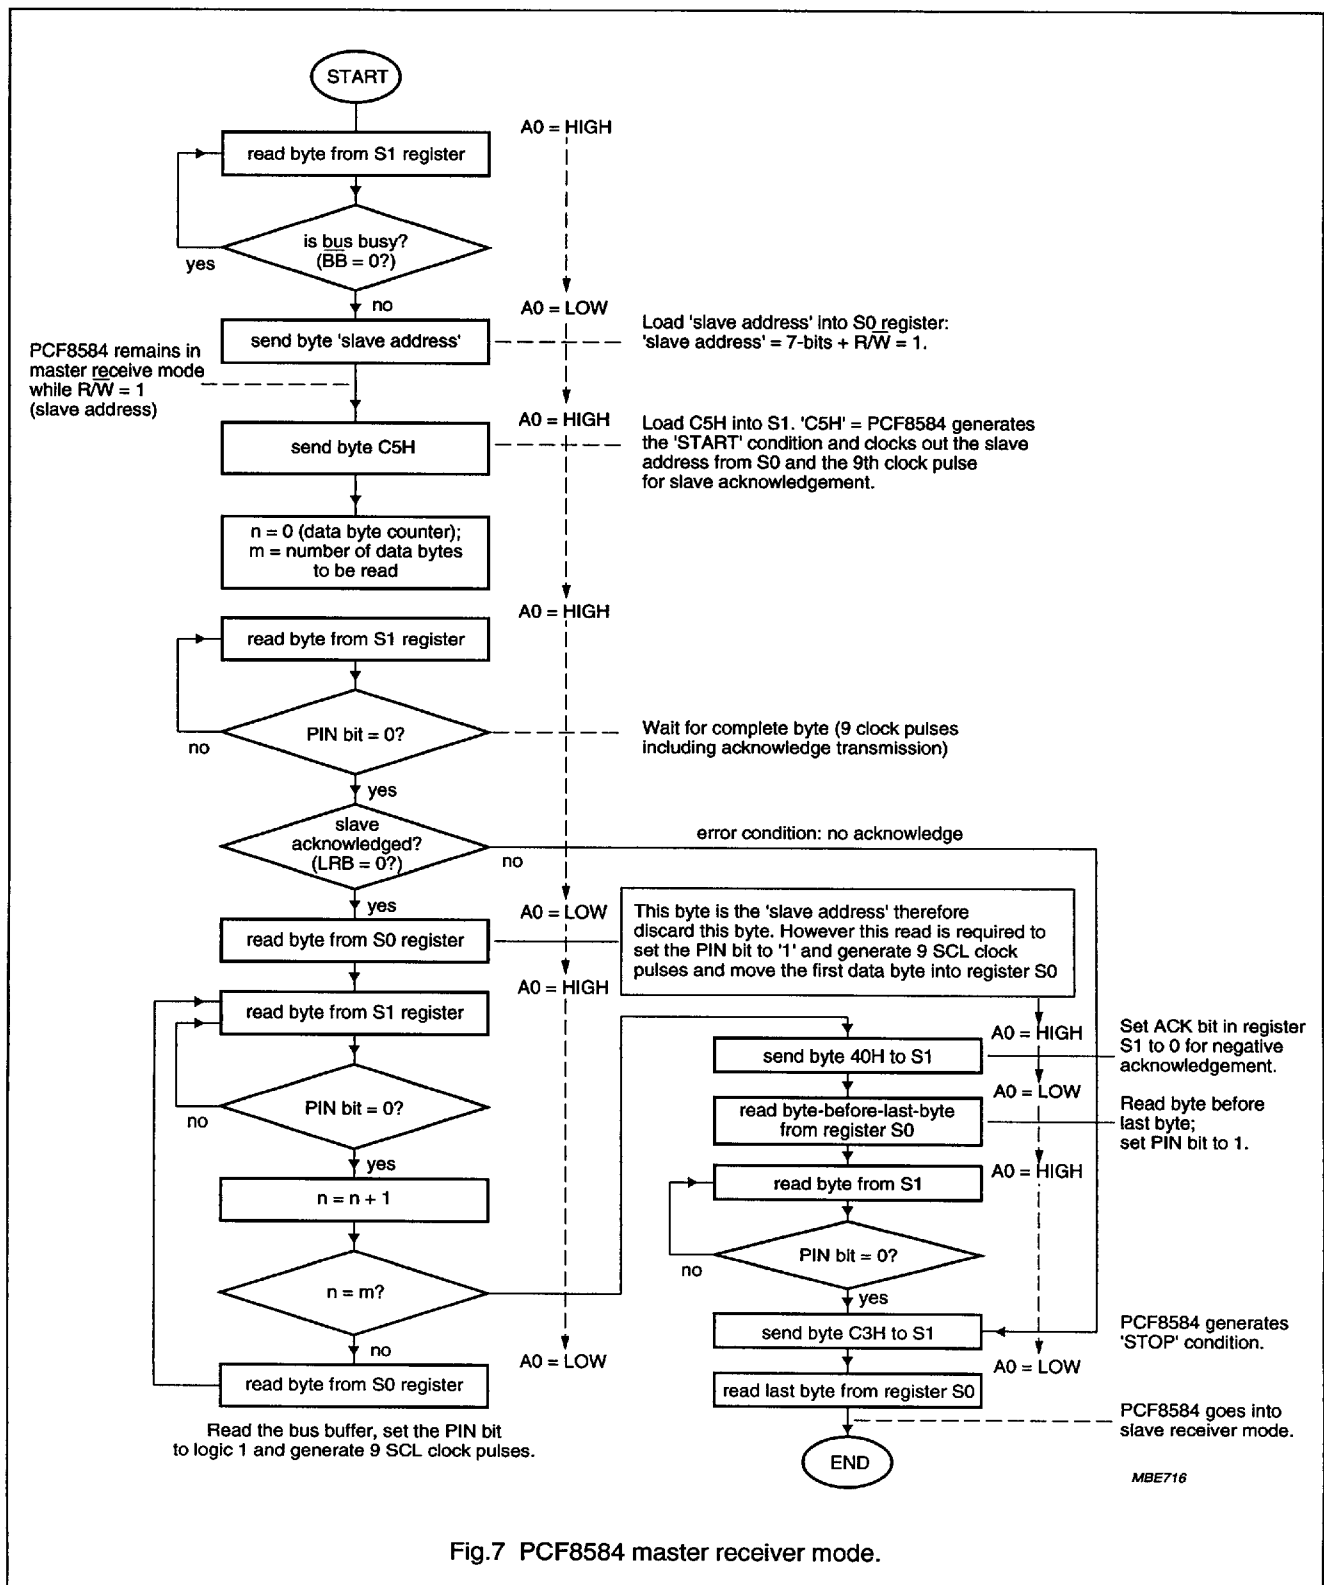 START
A0 = HIGH
read byte from S1 register
is bus busy?
(B̅B̅ = 0?)
yes
no
A0 = LOW
send byte 'slave address'
Load 'slave address' into S0 register:
'slave address' = 7-bits + R/W̅ = 1.
PCF8584 remains in
master receive mode
while R/W̅ = 1
(slave address)
A0 = HIGH
send byte C5H
Load C5H into S1. 'C5H' = PCF8584 generates
the 'START' condition and clocks out the slave
address from S0 and the 9th clock pulse
for slave acknowledgement.
n = 0 (data byte counter);
m = number of data bytes
to be read
A0 = HIGH
read byte from S1 register
PIN bit = 0?
no
Wait for complete byte (9 clock pulses
including acknowledge transmission)
yes
slave
acknowledged?
(LRB = 0?)
no
error condition: no acknowledge
yes
A0 = LOW
read byte from S0 register
This byte is the 'slave address' therefore
discard this byte. However this read is required to
set the PIN bit to '1' and generate 9 SCL clock
pulses and move the first data byte into register S0
A0 = HIGH
read byte from S1 register
PIN bit = 0?
no
yes
n = n + 1
n = m?
no
A0 = LOW
read byte from S0 register
Read the bus buffer, set the PIN bit
to logic 1 and generate 9 SCL clock pulses.
A0 = HIGH
send byte 40H to S1
Set ACK bit in register
S1 to 0 for negative
acknowledgement.
A0 = LOW
read byte-before-last-byte
from register S0
Read byte before
last byte;
set PIN bit to 1.
A0 = HIGH
read byte from S1
PIN bit = 0?
no
yes
send byte C3H to S1
PCF8584 generates
'STOP' condition.
A0 = LOW
read last byte from register S0
PCF8584 goes into
slave receiver mode.
END
MBE716
Fig.7 PCF8584 master receiver mode.